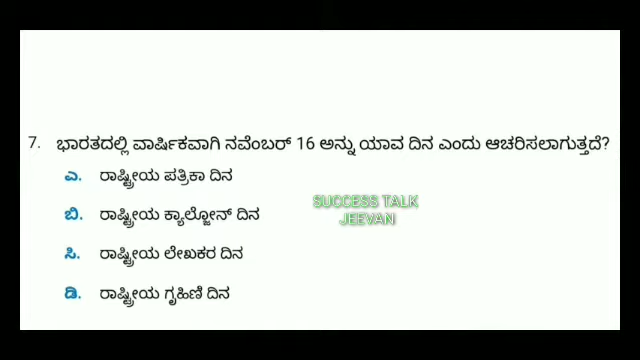 7. ಭಾರತದಲ್ಲಿ ವಾರ್ಷಿಕವಾಗಿ ನವೆಂಬರ್ 16 ಅನ್ನು ಯಾವ ದಿನ ಎಂದು ಆಚರಿಸಲಾಗುತ್ತದೆ?
ಎ. ರಾಷ್ಟ್ರೀಯ ಪತ್ರಿಕಾ ದಿನ
ಬಿ. ರಾಷ್ಟ್ರೀಯ ಕ್ಯಾಲ್ಜೋನ್ ದಿನ
ಸಿ. ರಾಷ್ಟ್ರೀಯ ಲೇಖಕರ ದಿನ
ಡಿ. ರಾಷ್ಟ್ರೀಯ ಗೃಹಿಣಿ ದಿನ
SUCCESS TALK
JEEVAN